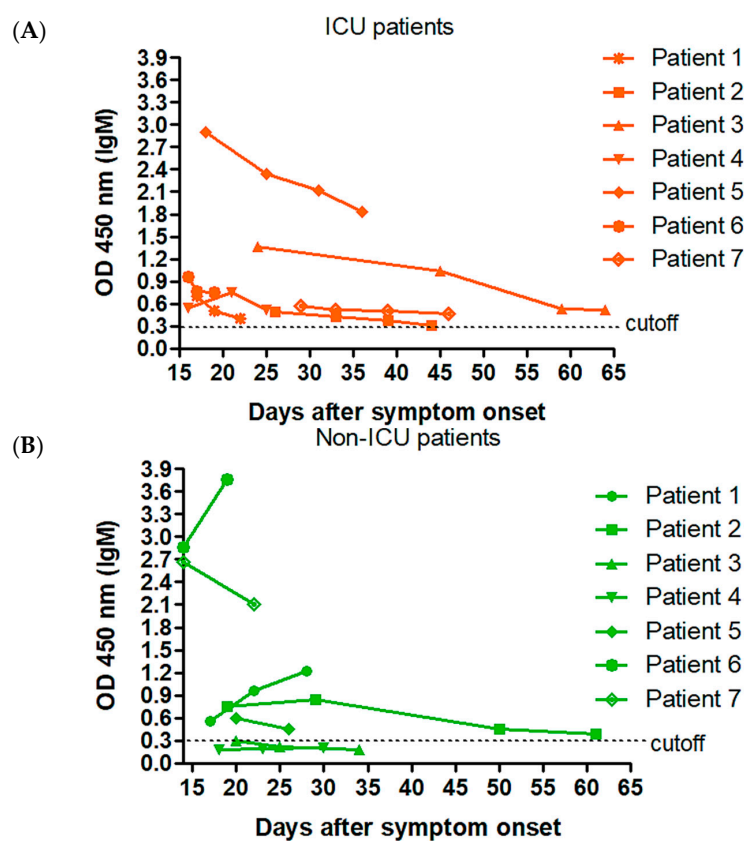 (A)
ICU patients
OD 450 nm (IgM)
3.9
3.6
3.3
3.0
2.7
2.4
2.1
1.8
1.5
1.2
0.9
0.6
0.3
0.0
cutoff
15 20 25 30 35 40 45 50 55 60 65
Days after symptom onset
Patient 1
Patient 2
Patient 3
Patient 4
Patient 5
Patient 6
Patient 7
(B)
Non-ICU patients
OD 450 nm (IgM)
3.9
3.6
3.3
3.0
2.7
2.4
2.1
1.8
1.5
1.2
0.9
0.6
0.3
0.0
cutoff
15 20 25 30 35 40 45 50 55 60 65
Days after symptom onset
Patient 1
Patient 2
Patient 3
Patient 4
Patient 5
Patient 6
Patient 7